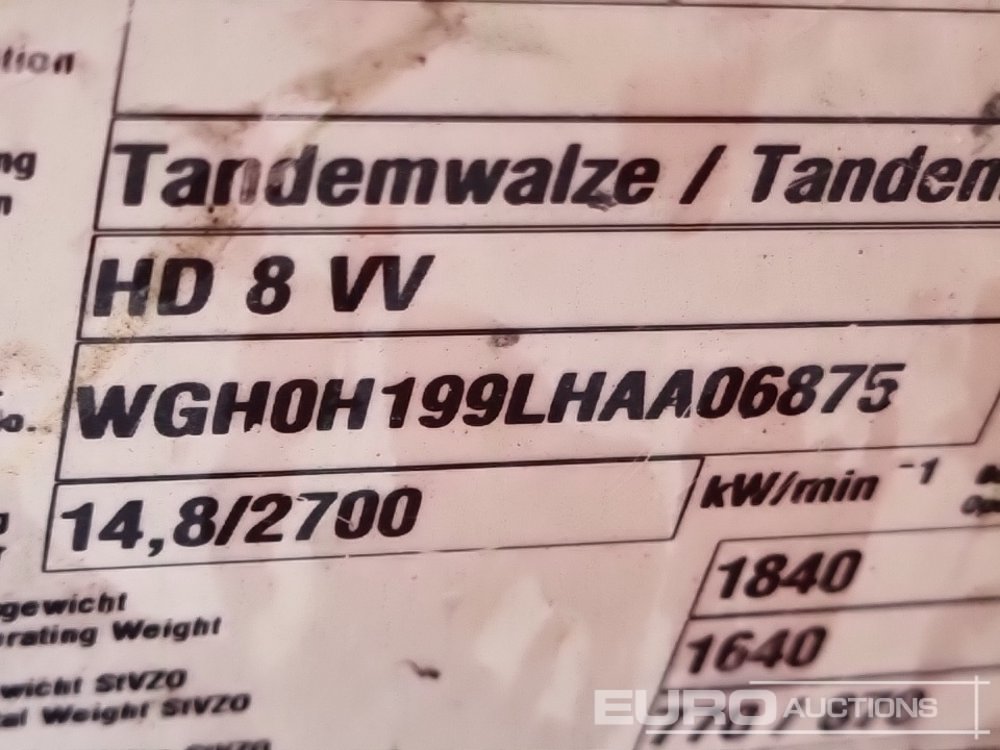 tion
ng Tandemwalze / Tandem
n
HD 8 VV
o. WGH0H199LHAA06875
14,8/2700 kW/min -1
gewicht 1840
rating Weight
wicht StVZO 1640
al Weight StVZO
EURO AUCTIONS